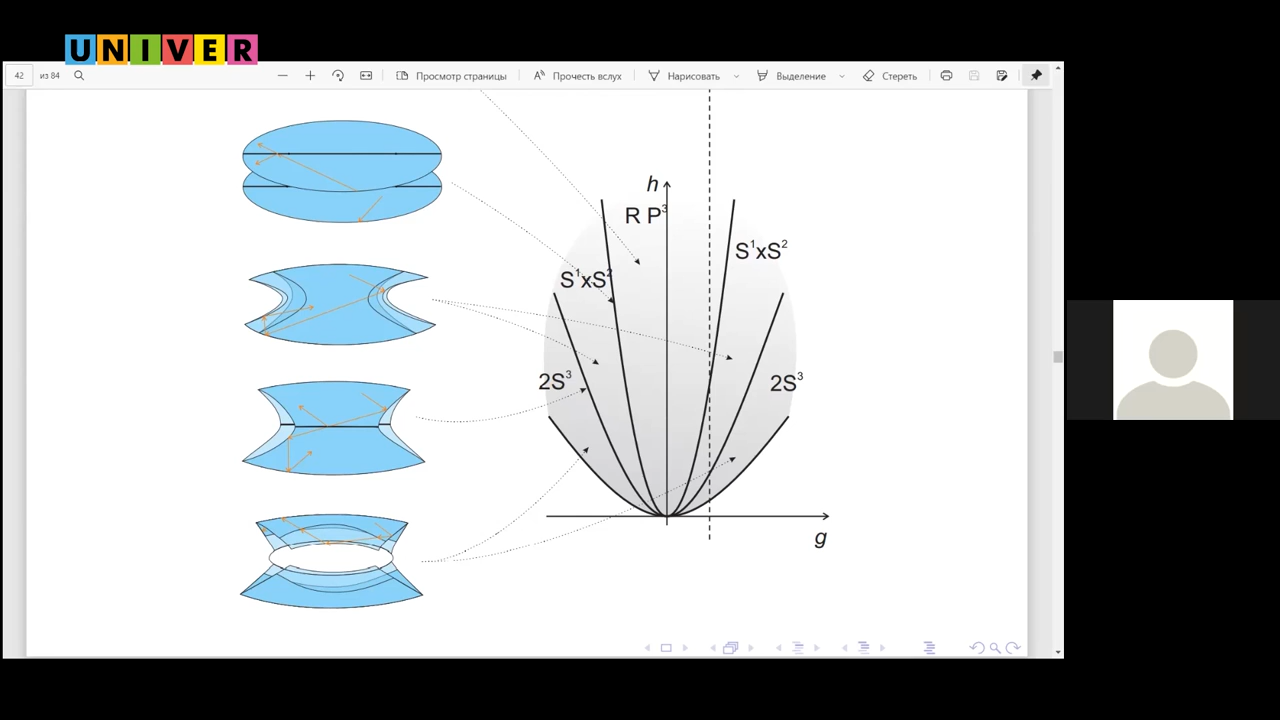 UNIVER
42 из 84 Просмотр страницы Прочесть вслух Нарисовать Выделение Стереть
h
R P³
S¹xS²
S¹xS²
2S³
2S³
g